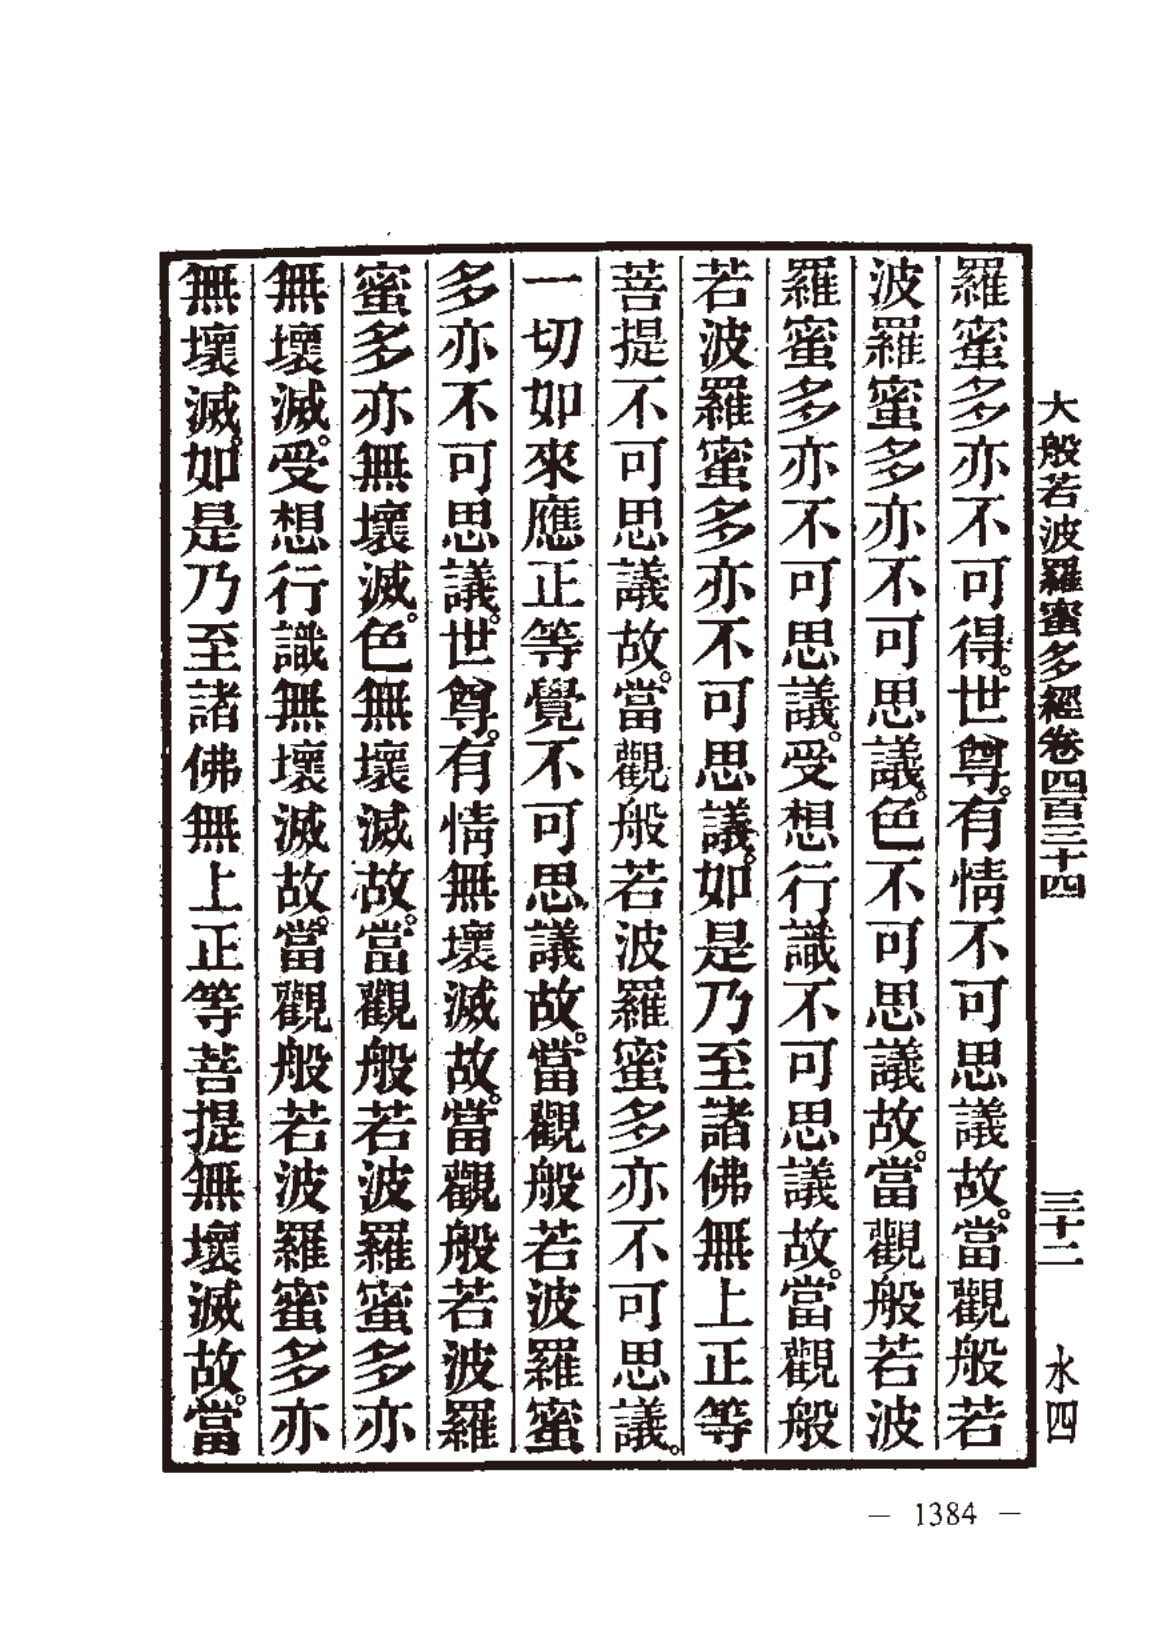 大般若波羅蜜多經卷四百三十四 三十二 水四
羅蜜多亦不可得。世尊。有情不可思議故。當觀般若
波羅蜜多亦不可思議。色不可思議故。當觀般若波
羅蜜多亦不可思議。受想行識不可思議故。當觀般
若波羅蜜多亦不可思議。如是乃至諸佛無上正等
菩提不可思議故。當觀般若波羅蜜多亦不可思議。
一切如來應正等覺不可思議故。當觀般若波羅蜜
多亦不可思議。世尊。有情無壞滅故。當觀般若波羅
蜜多亦無壞滅。色無壞滅故。當觀般若波羅蜜多亦
無壞滅。受想行識無壞滅故。當觀般若波羅蜜多亦
無壞滅。如是乃至諸佛無上正等菩提無壞滅故。當
— 1384 —